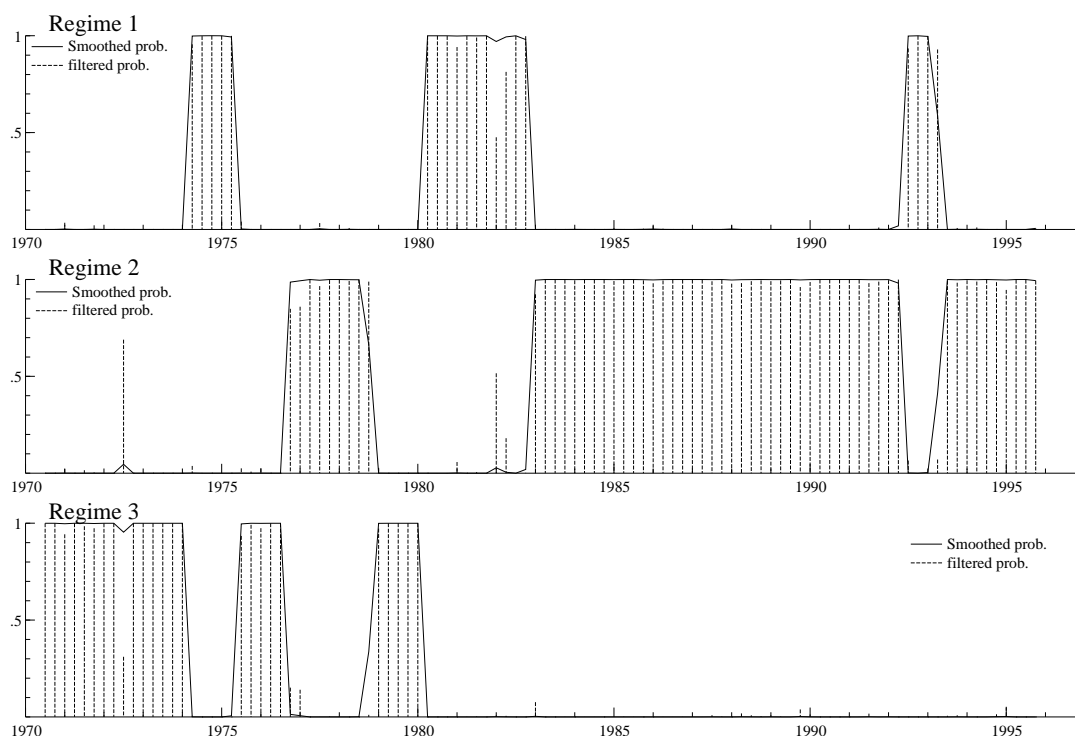 Regime 1
1
Smoothed prob.
filtered prob.
.5
1970 1975 1980 1985 1990 1995
Regime 2
1
Smoothed prob.
filtered prob.
.5
1970 1975 1980 1985 1990 1995
Regime 3
1
Smoothed prob.
filtered prob.
.5
1970 1975 1980 1985 1990 1995